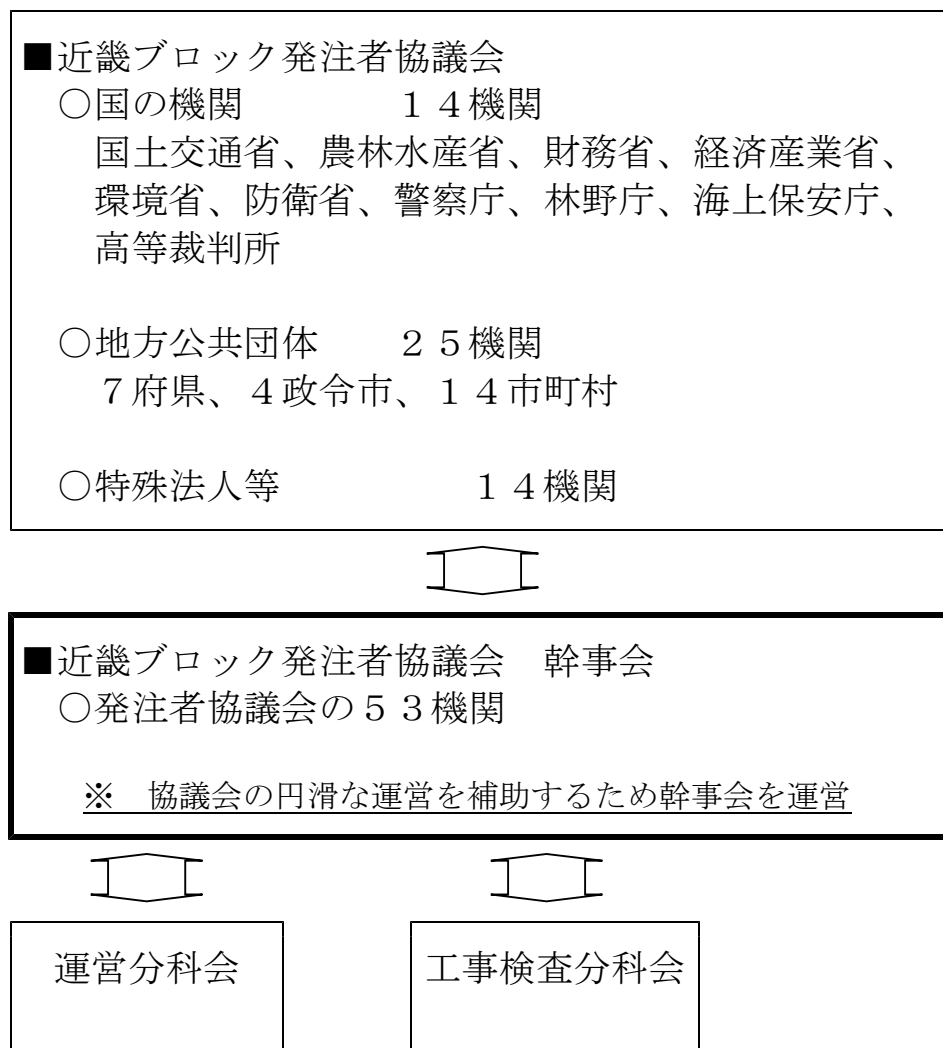 ■近畿ブロック発注者協議会
○国の機関　　　　１４機関
国土交通省、農林水産省、財務省、経済産業省、
環境省、防衛省、警察庁、林野庁、海上保安庁、
高等裁判所
○地方公共団体　　２５機関
７府県、４政令市、１４市町村
○特殊法人等　　　　　１４機関
■近畿ブロック発注者協議会　幹事会
○発注者協議会の５３機関
※　協議会の円滑な運営を補助するため幹事会を運営
運営分科会　　　　　工事検査分科会